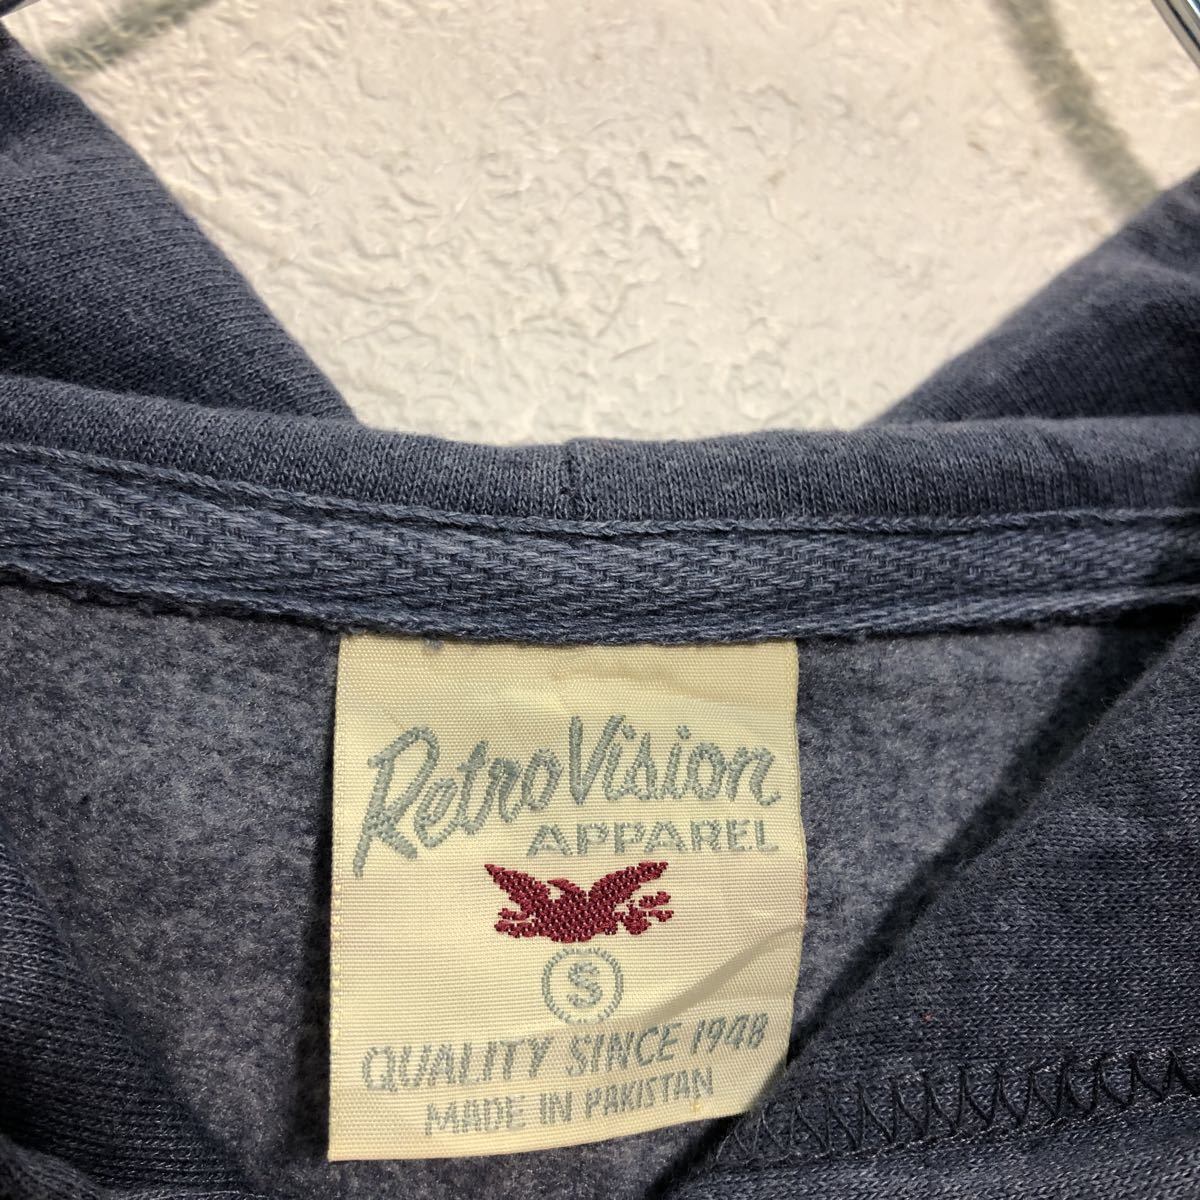 RetroVision
APPAREL
S
QUALITY SINCE 1948
MADE IN PAKISTAN